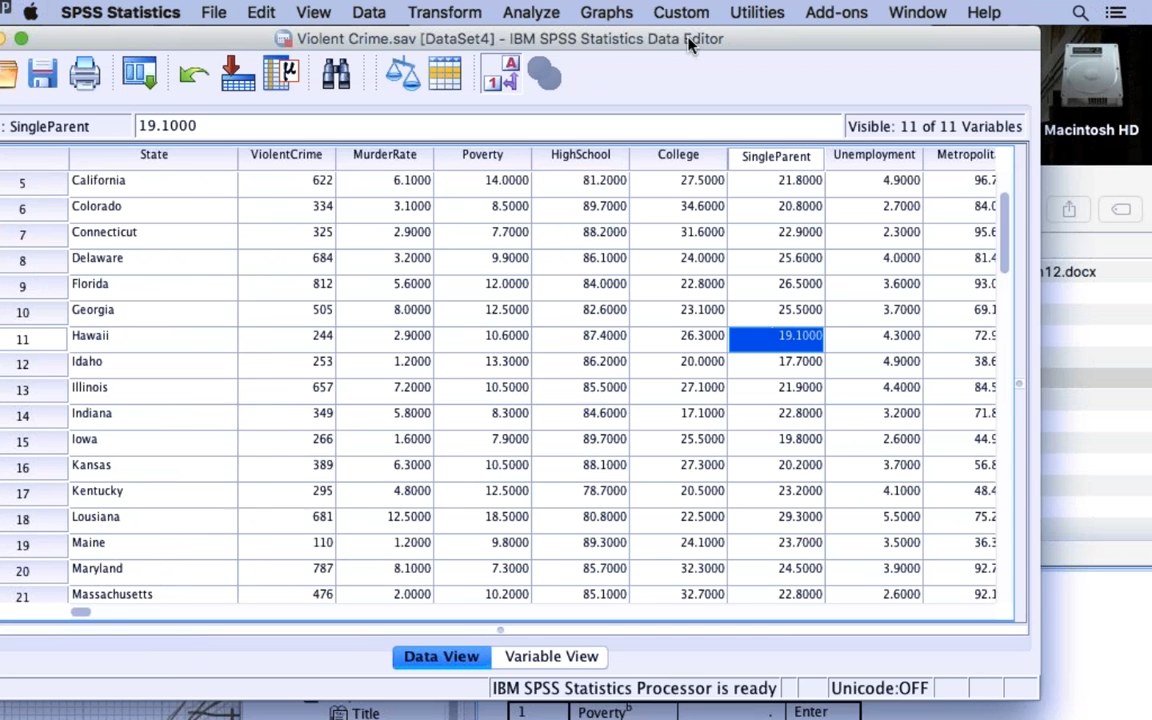 SPSS Statistics File Edit View Data Transform Analyze Graphs Custom Utilities Add-ons Window Help
Violent Crime.sav [DataSet4] - IBM SPSS Statistics Data Editor
: SingleParent 19.1000 Visible: 11 of 11 Variables
Macintosh HD
State ViolentCrime MurderRate Poverty HighSchool College SingleParent Unemployment Metropolit
5 California 622 6.1000 14.0000 81.2000 27.5000 21.8000 4.9000 96.7
6 Colorado 334 3.1000 8.5000 89.7000 34.6000 20.8000 2.7000 84.0
7 Connecticut 325 2.9000 7.7000 88.2000 31.6000 22.9000 2.3000 95.6
8 Delaware 684 3.2000 9.9000 86.1000 24.0000 25.6000 4.0000 81.4
9 Florida 812 5.6000 12.0000 84.0000 22.8000 26.5000 3.6000 93.0
n12.docx
10 Georgia 505 8.0000 12.5000 82.6000 23.1000 25.5000 3.7000 69.1
11 Hawaii 244 2.9000 10.6000 87.4000 26.3000 19.1000 4.3000 72.9
12 Idaho 253 1.2000 13.3000 86.2000 20.0000 17.7000 4.9000 38.6
13 Illinois 657 7.2000 10.5000 85.5000 27.1000 21.9000 4.4000 84.5
14 Indiana 349 5.8000 8.3000 84.6000 17.1000 22.8000 3.2000 71.8
15 Iowa 266 1.6000 7.9000 89.7000 25.5000 19.8000 2.6000 44.9
16 Kansas 389 6.3000 10.5000 88.1000 27.3000 20.2000 3.7000 56.8
17 Kentucky 295 4.8000 12.5000 78.7000 20.5000 23.2000 4.1000 48.4
18 Lousiana 681 12.5000 18.5000 80.8000 22.5000 29.3000 5.5000 75.2
19 Maine 110 1.2000 9.8000 89.3000 24.1000 23.7000 3.5000 36.3
20 Maryland 787 8.1000 7.3000 85.7000 32.3000 24.5000 3.9000 92.7
21 Massachusetts 476 2.0000 10.2000 85.1000 32.7000 22.8000 2.6000 92.1
Data View Variable View
IBM SPSS Statistics Processor is ready Unicode:OFF
Title 1 Poverty^b . Enter